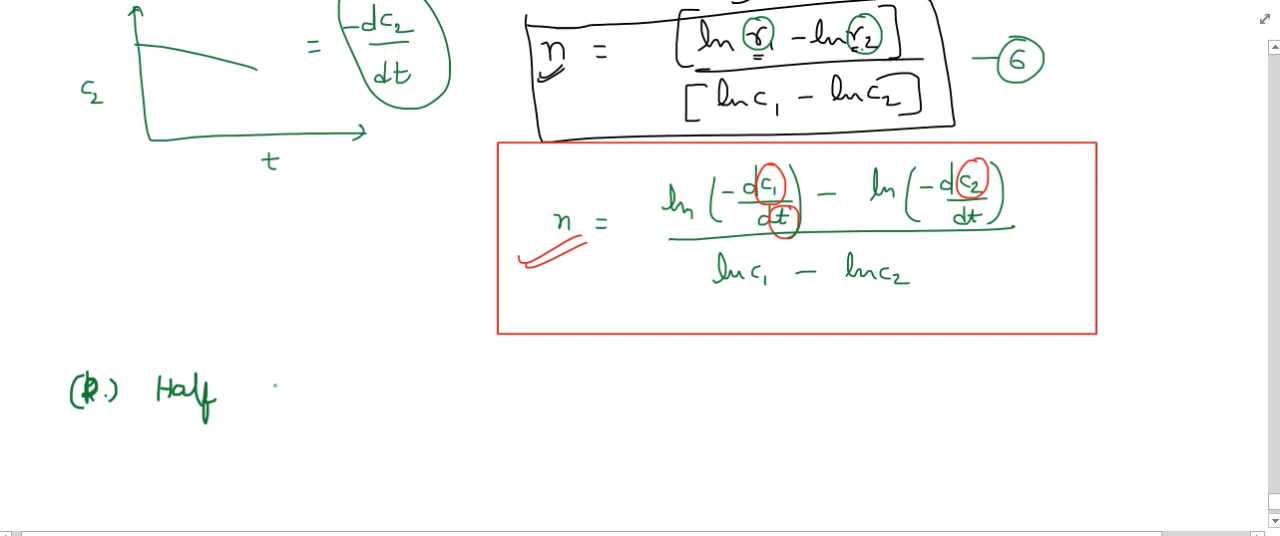 c₂
t
= -dc₂/dt
n = [ln r₁ - ln r₂] / [ln c₁ - ln c₂] - 6
n = ln (-dc₁/dt) - ln (-dc₂/dt) / ln c₁ - ln c₂
Half